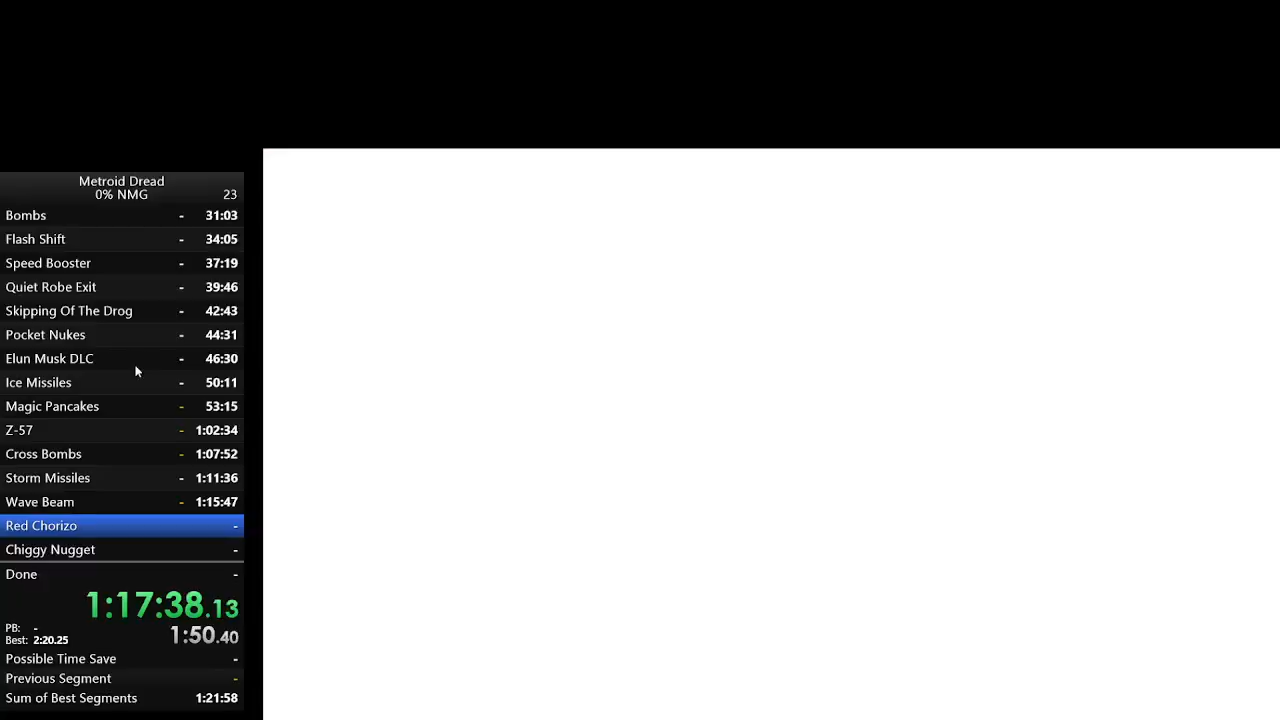 Metroid Dread
0% NMG 23
Bombs - 31:03
Flash Shift - 34:05
Speed Booster - 37:19
Quiet Robe Exit - 39:46
Skipping Of The Drog - 42:43
Pocket Nukes - 44:31
Elun Musk DLC - 46:30
Ice Missiles - 50:11
Magic Pancakes - 53:15
Z-57 - 1:02:34
Cross Bombs - 1:07:52
Storm Missiles - 1:11:36
Wave Beam - 1:15:47
Red Chorizo -
Chiggy Nugget -
Done -
1:17:38.13
PB: -
Best: 2:20.25 1:50.40
Possible Time Save -
Previous Segment -
Sum of Best Segments 1:21:58